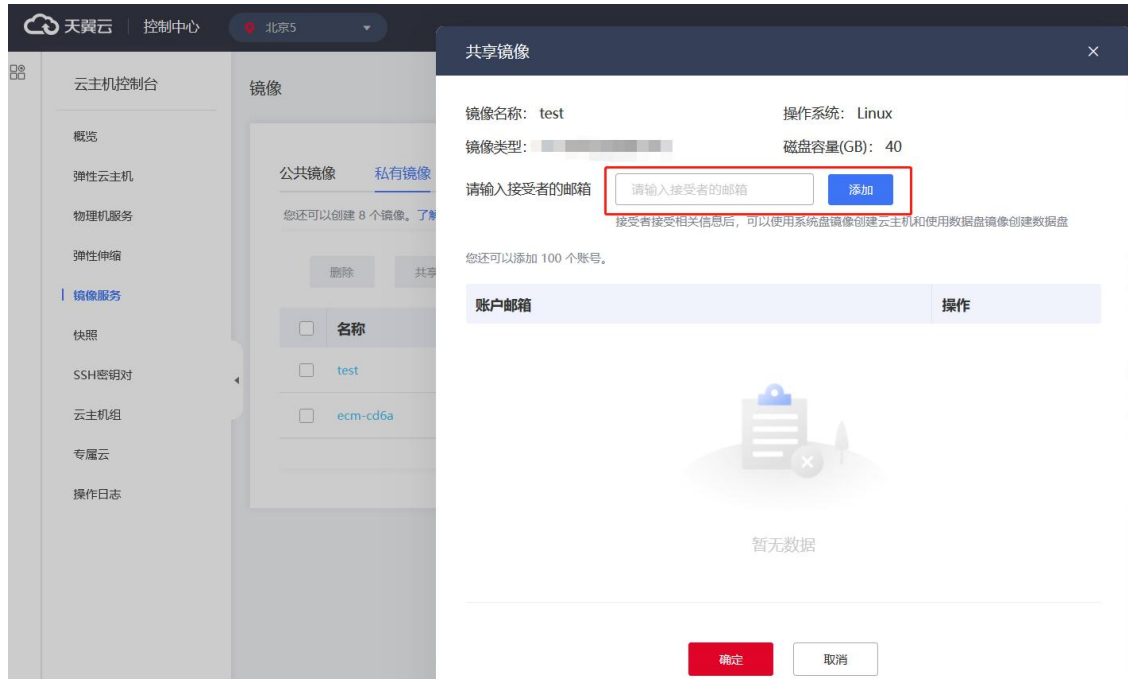 天翼云 控制中心 北京5
云主机控制台
概览
弹性云主机
物理机服务
弹性伸缩
镜像服务
快照
SSH密钥对
云主机组
专属云
操作日志
镜像
公共镜像 私有镜像
您还可以创建 8 个镜像。了解
删除 共享
名称
test
ecm-cd6a
共享镜像
镜像名称: test 操作系统: Linux
镜像类型: 磁盘容量(GB): 40
请输入接受者的邮箱 请输入接受者的邮箱 添加
接受者接受相关信息后，可以使用系统盘镜像创建云主机和使用数据盘镜像创建数据盘
您还可以添加 100 个账号。
账户邮箱 操作
暂无数据
确定 取消